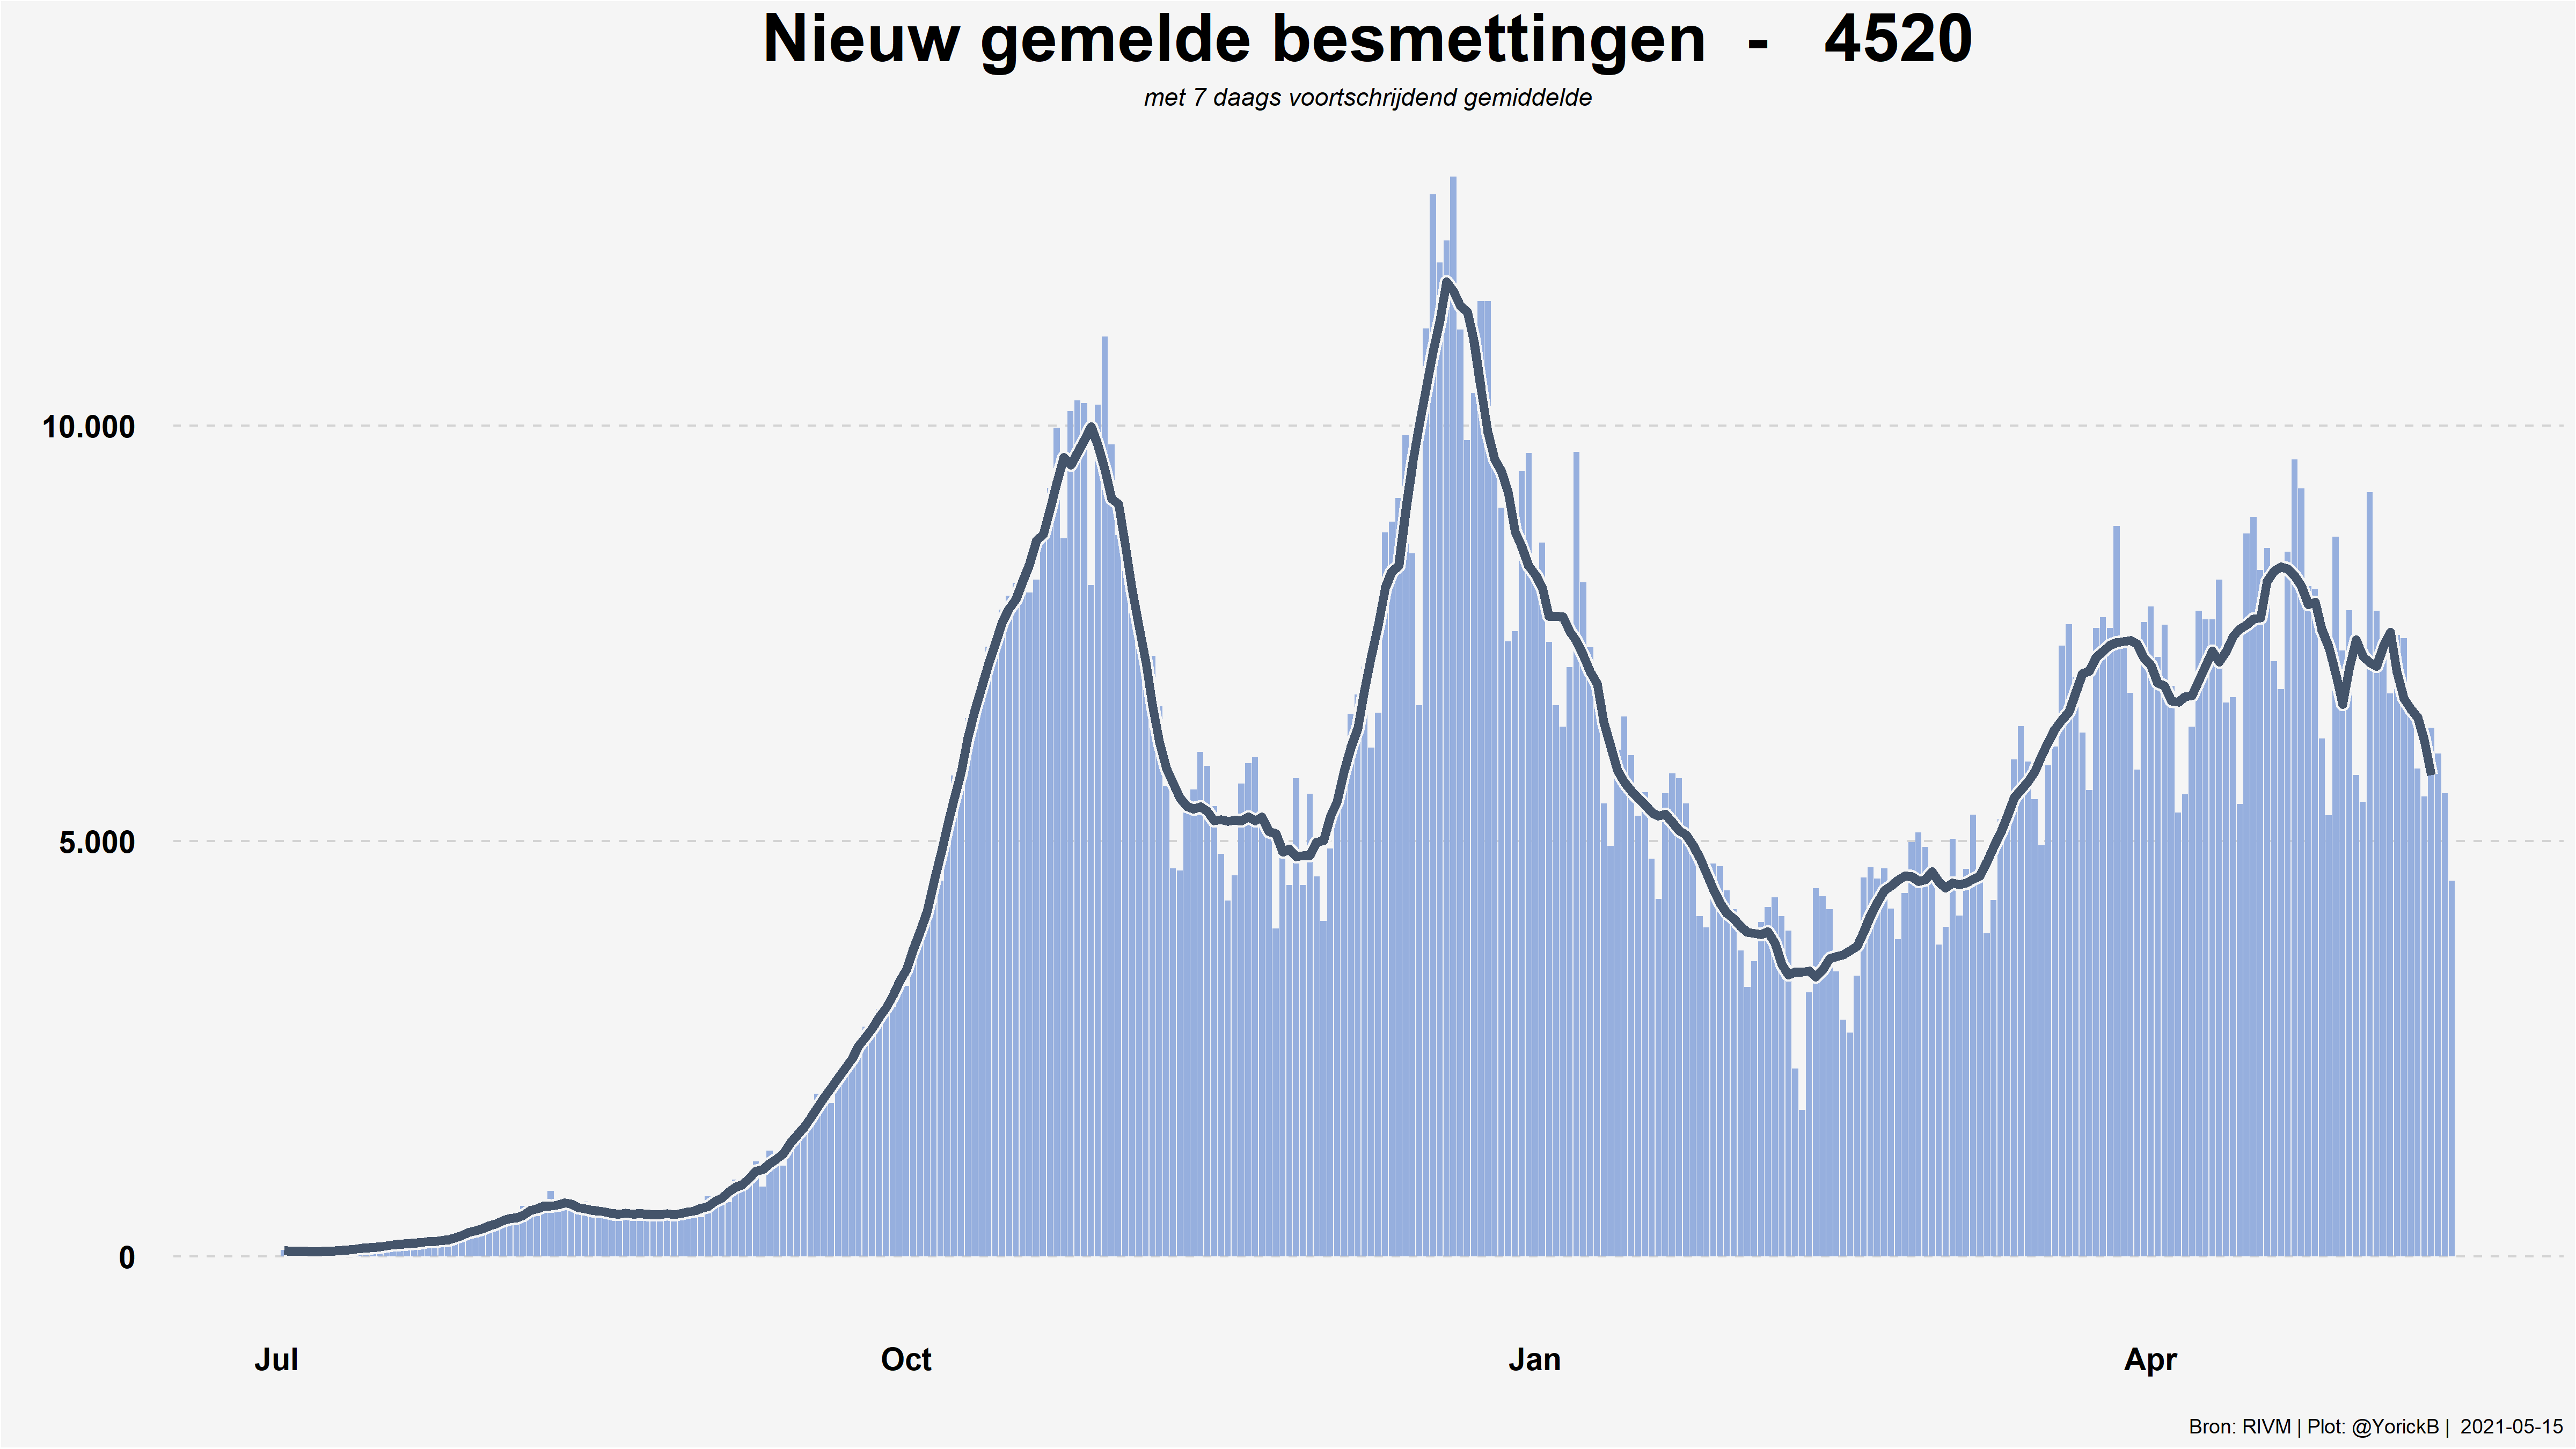 Nieuw gemelde besmettingen - 4520
met 7 daags voortschrijdend gemiddelde
10.000
5.000
0
Jul Oct Jan Apr
Bron: RIVM | Plot: @YorickB | 2021-05-15